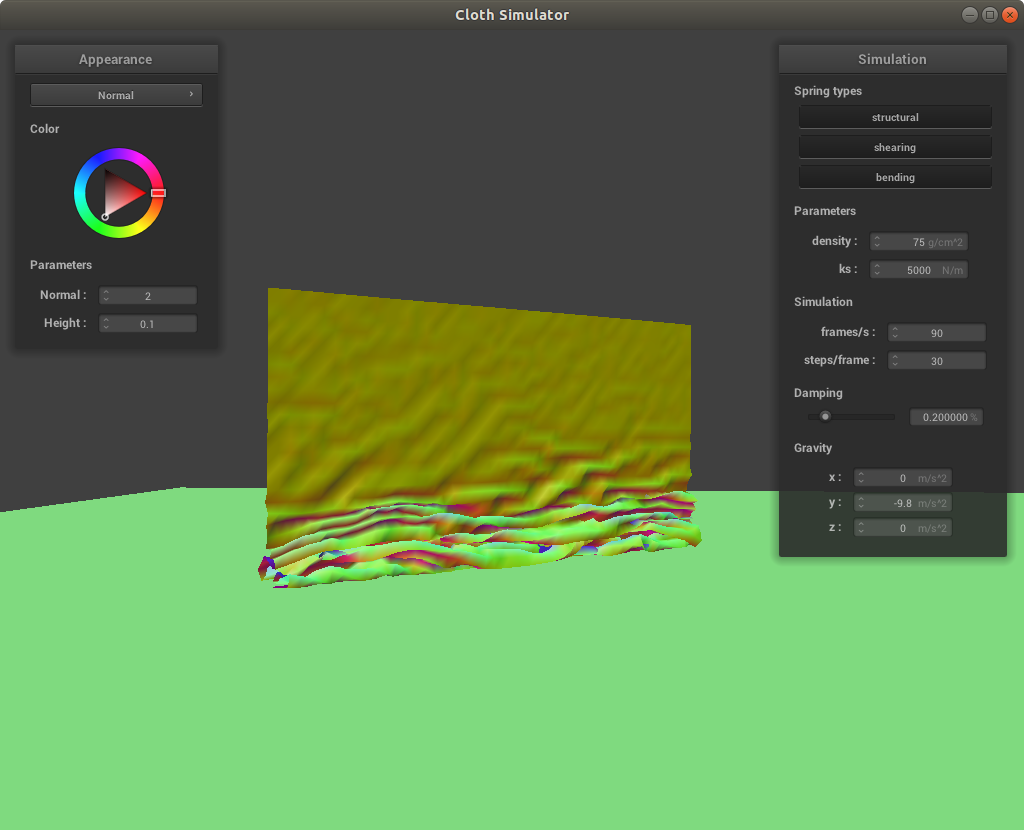 Cloth Simulator
Appearance
Normal
Color
Parameters
Normal : 2
Height : 0.1
Simulation
Spring types
structural
shearing
bending
Parameters
density : 75 g/cm^2
ks : 5000 N/m
Simulation
frames/s : 90
steps/frame : 30
Damping
0.200000 %
Gravity
x : 0 m/s^2
y : -9.8 m/s^2
z : 0 m/s^2